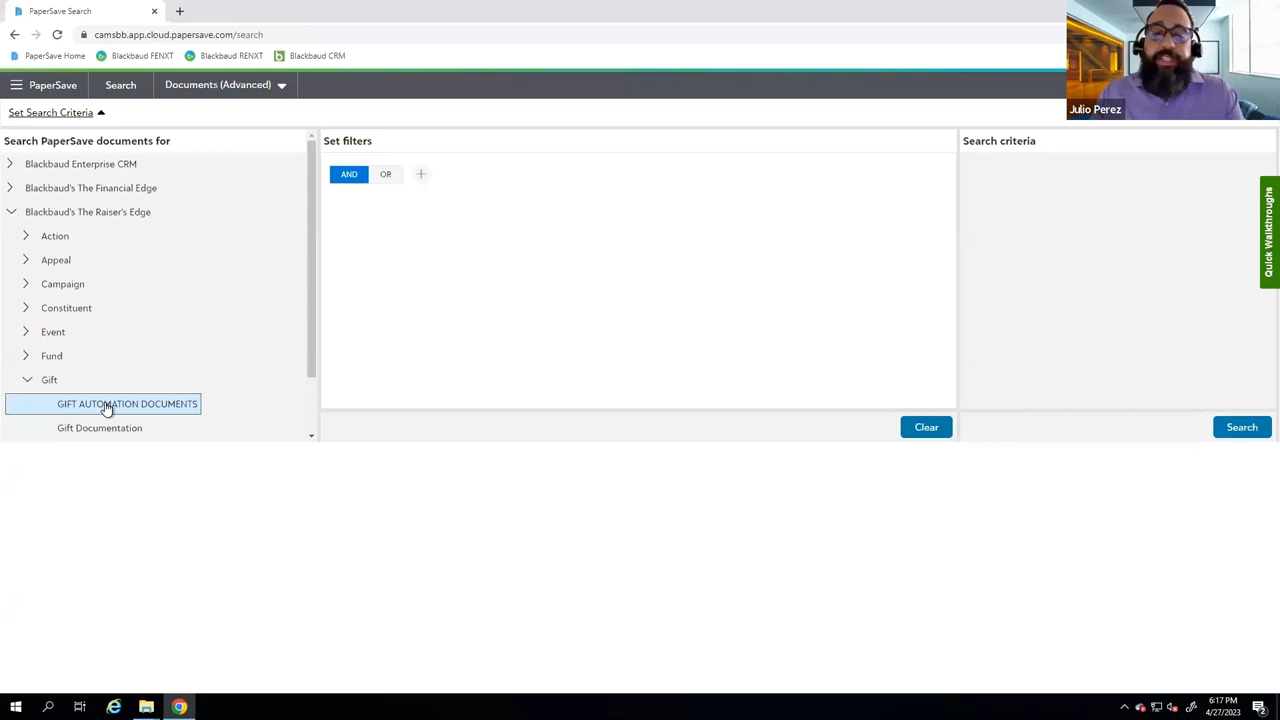 PaperSave Search
camsbb.app.cloud.papersave.com/search
PaperSave Home Blackbaud FENXT Blackbaud RENXT Blackbaud CRM
PaperSave Search Documents (Advanced)
Julio Perez
Set Search Criteria
Search PaperSave documents for
Blackbaud Enterprise CRM
Blackbaud's The Financial Edge
Blackbaud's The Raiser's Edge
Action
Appeal
Campaign
Constituent
Event
Fund
Gift
GIFT AUTOMATION DOCUMENTS
Gift Documentation
Set filters
AND OR
Clear
Search criteria
Search
Quick Walkthroughs
6:17 PM
4/27/2023
2